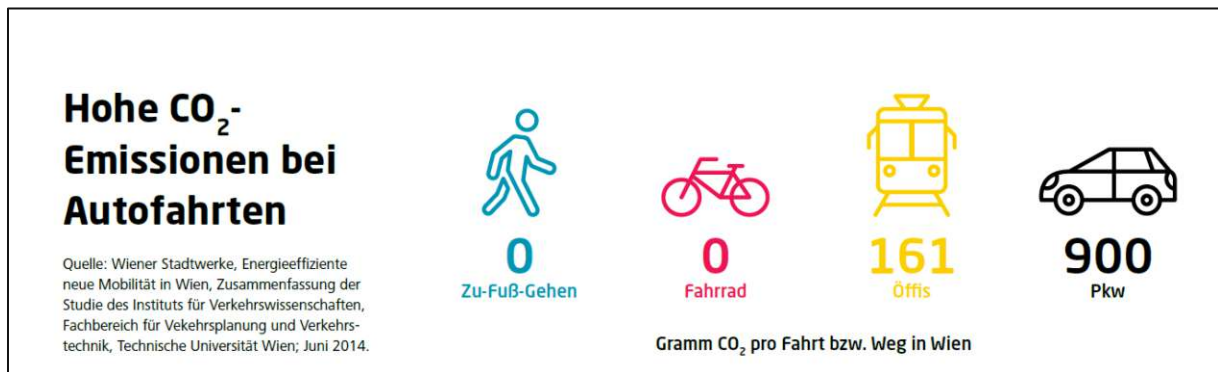 Hohe CO₂-
Emissionen bei
Autofahrten
Quelle: Wiener Stadtwerke, Energieeffiziente
neue Mobilität in Wien, Zusammenfassung der
Studie des Instituts für Verkehrswissenschaften,
Fachbereich für Vekehrsplanung und Verkehrs-
technik, Technische Universität Wien; Juni 2014.
0
Zu-Fuß-Gehen
0
Fahrrad
161
Öffis
900
Pkw
Gramm CO₂ pro Fahrt bzw. Weg in Wien